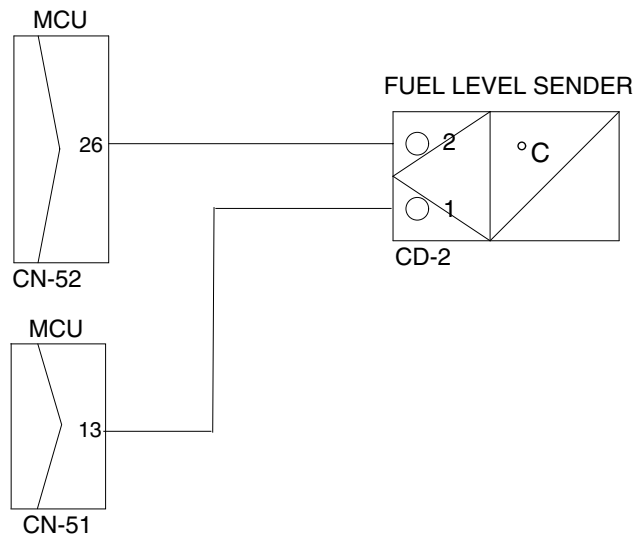 MCU
26
CN-52
FUEL LEVEL SENDER
2
°C
1
CD-2
MCU
13
CN-51